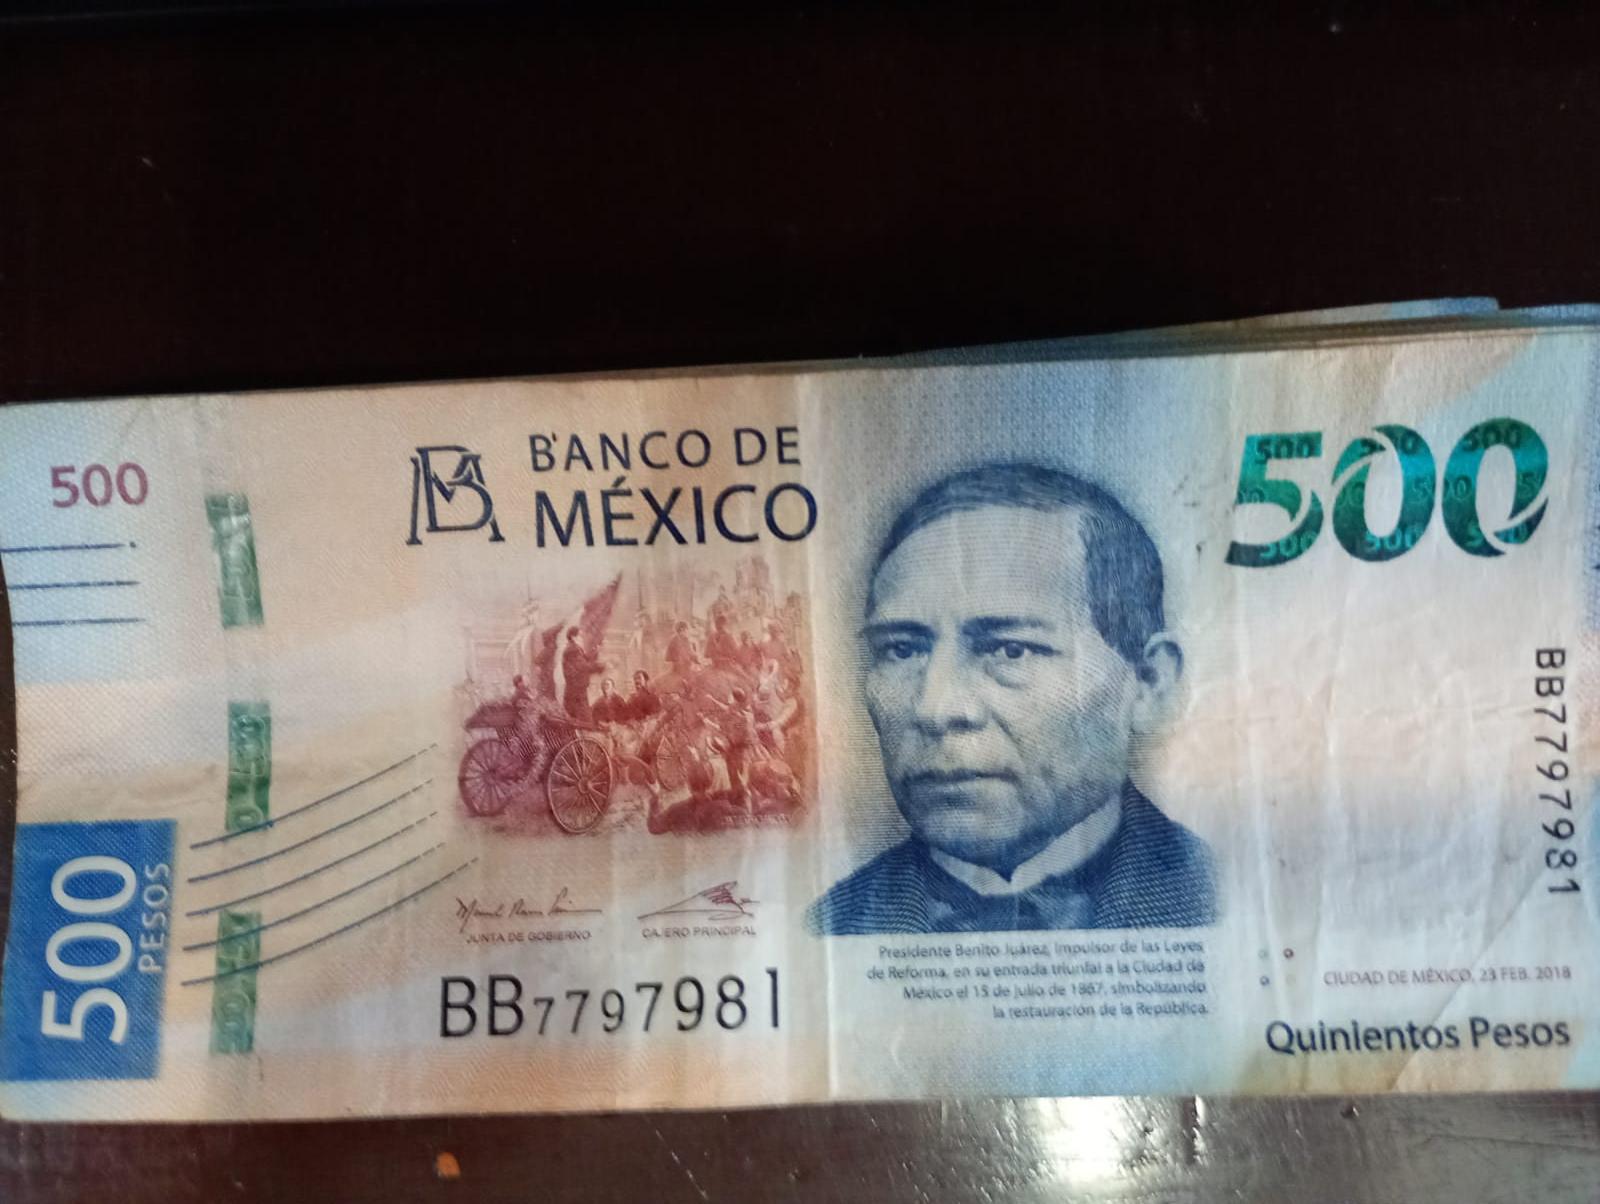 500
BANCO DE
MÉXICO
500
BB7797981
500
PESOS
JUNTA DE GOBIERNO
CAJERO PRINCIPAL
BB7797981
Presidente Benito Juárez, impulsor de las Leyes
de Reforma, en su entrada triunfal a la Ciudad de
México el 15 de julio de 1867, simbolizando
la restauración de la República.
CIUDAD DE MÉXICO, 23 FEB. 2018
Quinientos Pesos